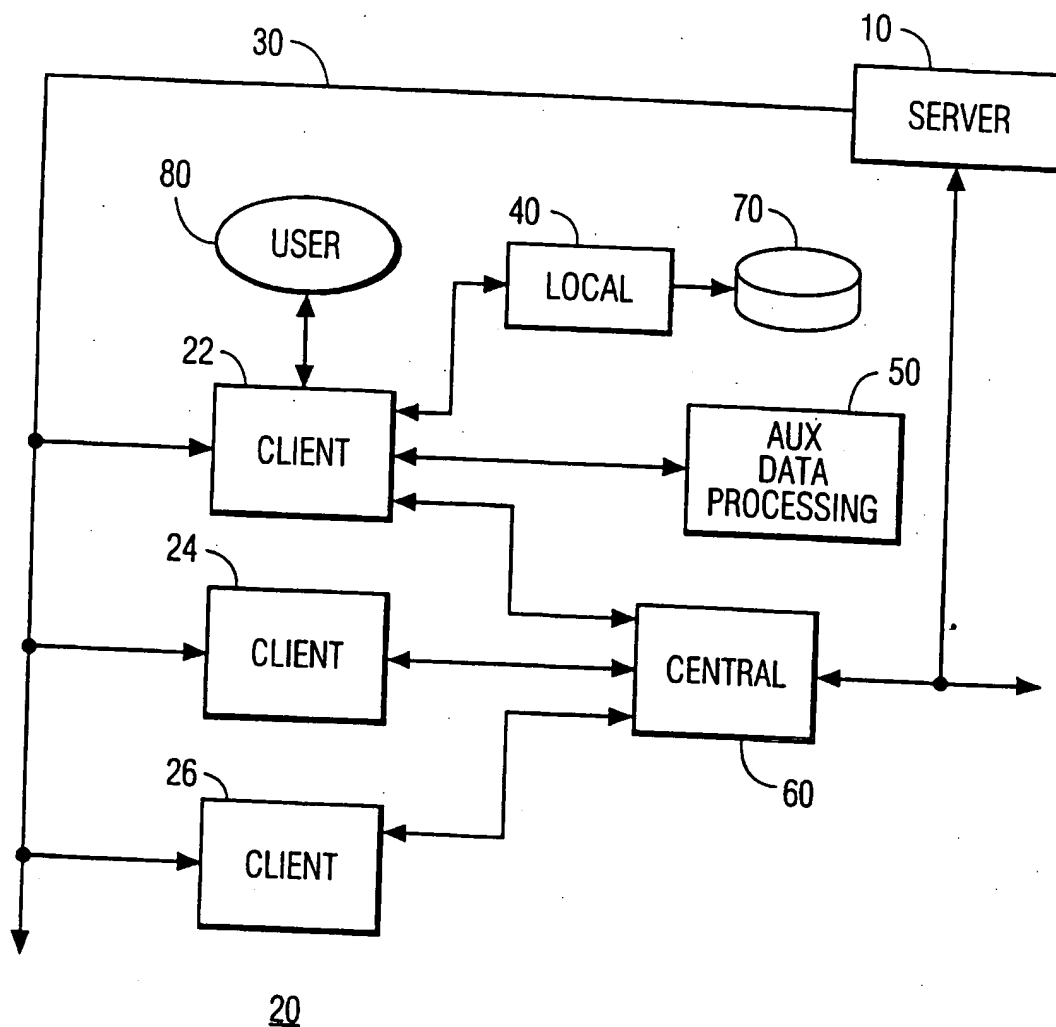 30
10
SERVER
80
USER
40
LOCAL
70
22
CLIENT
50
AUX
DATA
PROCESSING
24
CLIENT
CENTRAL
60
26
CLIENT
20